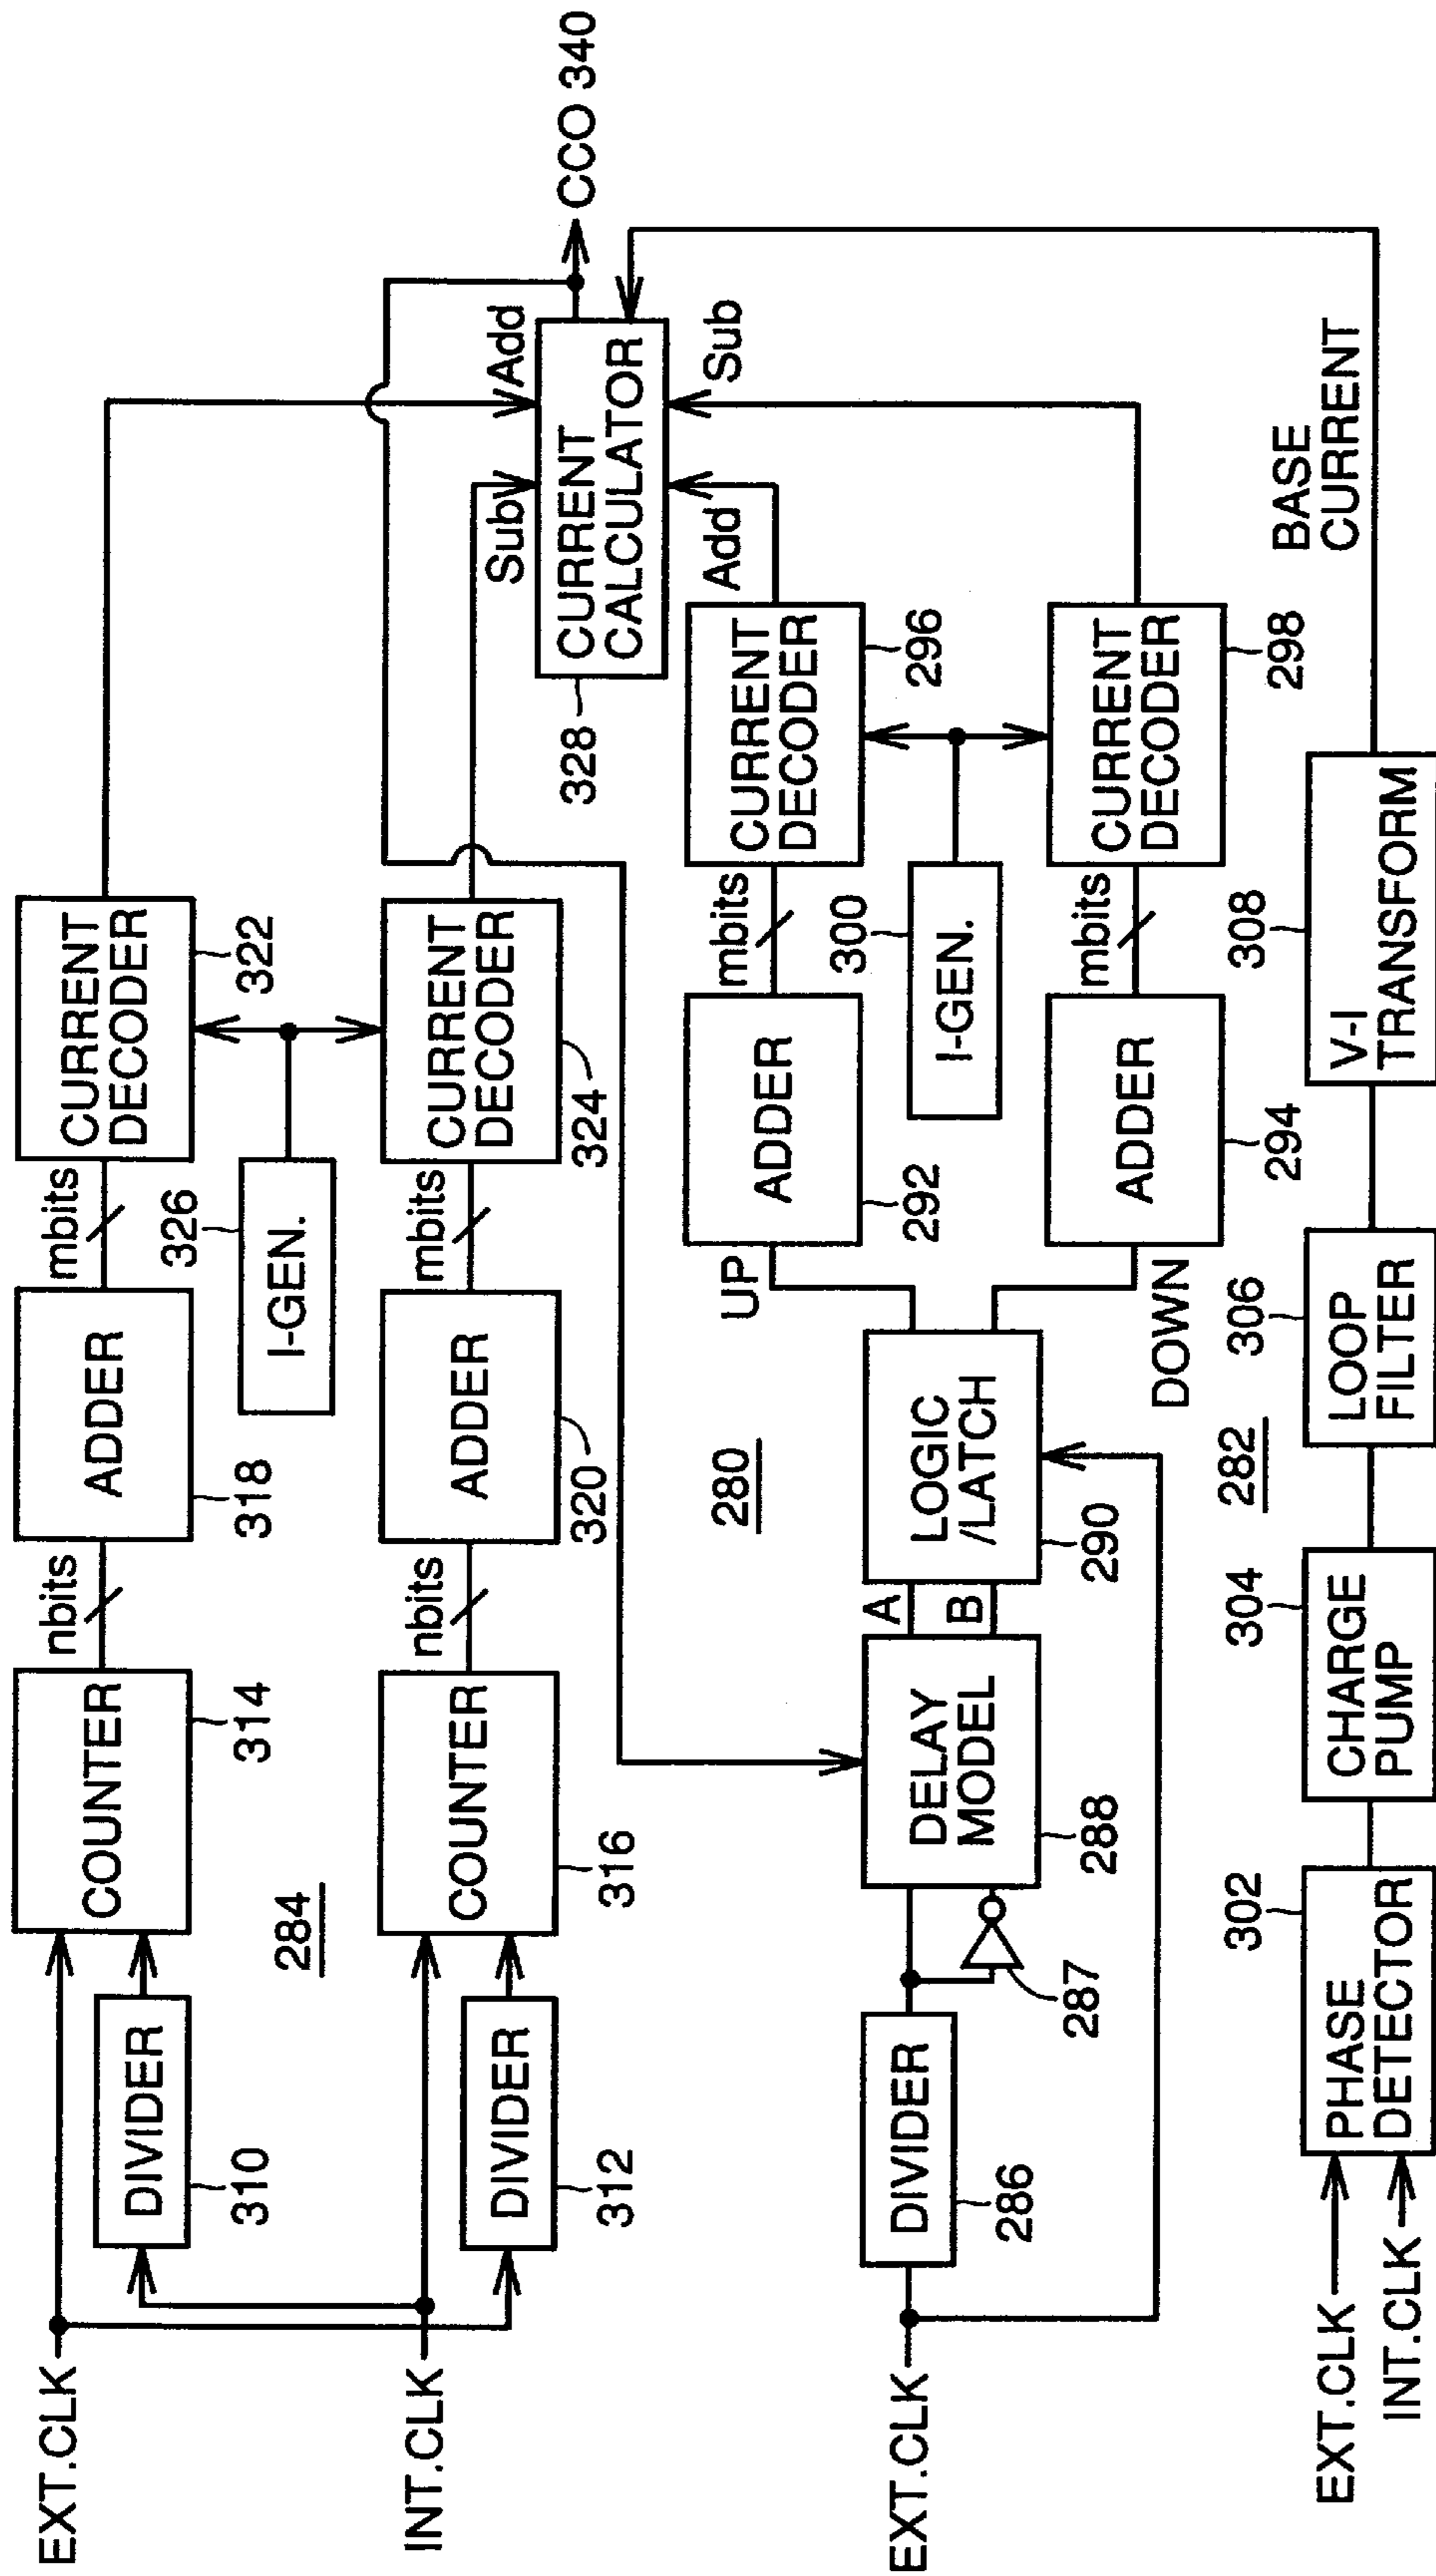 EXT.CLK
INT.CLK
DIVIDER
310
DIVIDER
312
284
COUNTER
314
COUNTER
316
nbits
nbits
ADDER
318
ADDER
320
mbits
mbits
326
I-GEN.
CURRENT
DECODER
322
CURRENT
DECODER
324
Sub
Add
CURRENT
CALCULATOR
328
CCO 340
Add
Sub
EXT.CLK
DIVIDER
286
287
DELAY
MODEL
288
A
B
280
LOGIC
/LATCH
290
UP
DOWN
ADDER
292
ADDER
294
mbits
mbits
300
I-GEN.
CURRENT
DECODER
296
CURRENT
DECODER
298
EXT.CLK
INT.CLK
302
PHASE
DETECTOR
304
CHARGE
PUMP
282
306
LOOP
FILTER
308
V-I
TRANSFORM
BASE
CURRENT